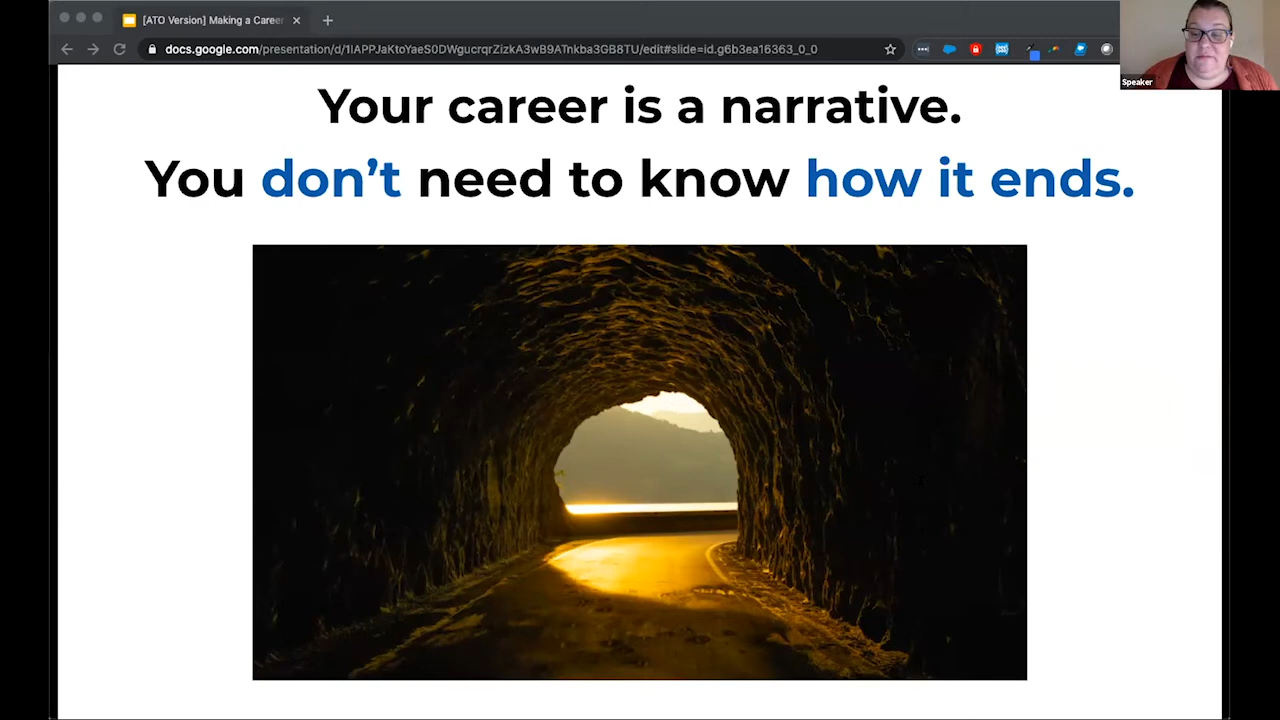 [ATO Version] Making a Career
docs.google.com/presentation/d/1IAPPJaKtoYaeS0DWgucrqrZizkA3wB9ATnkba3GB8TU/edit#slide=id.g6b3ea16363_0_0
Speaker
Your career is a narrative.
You don’t need to know how it ends.